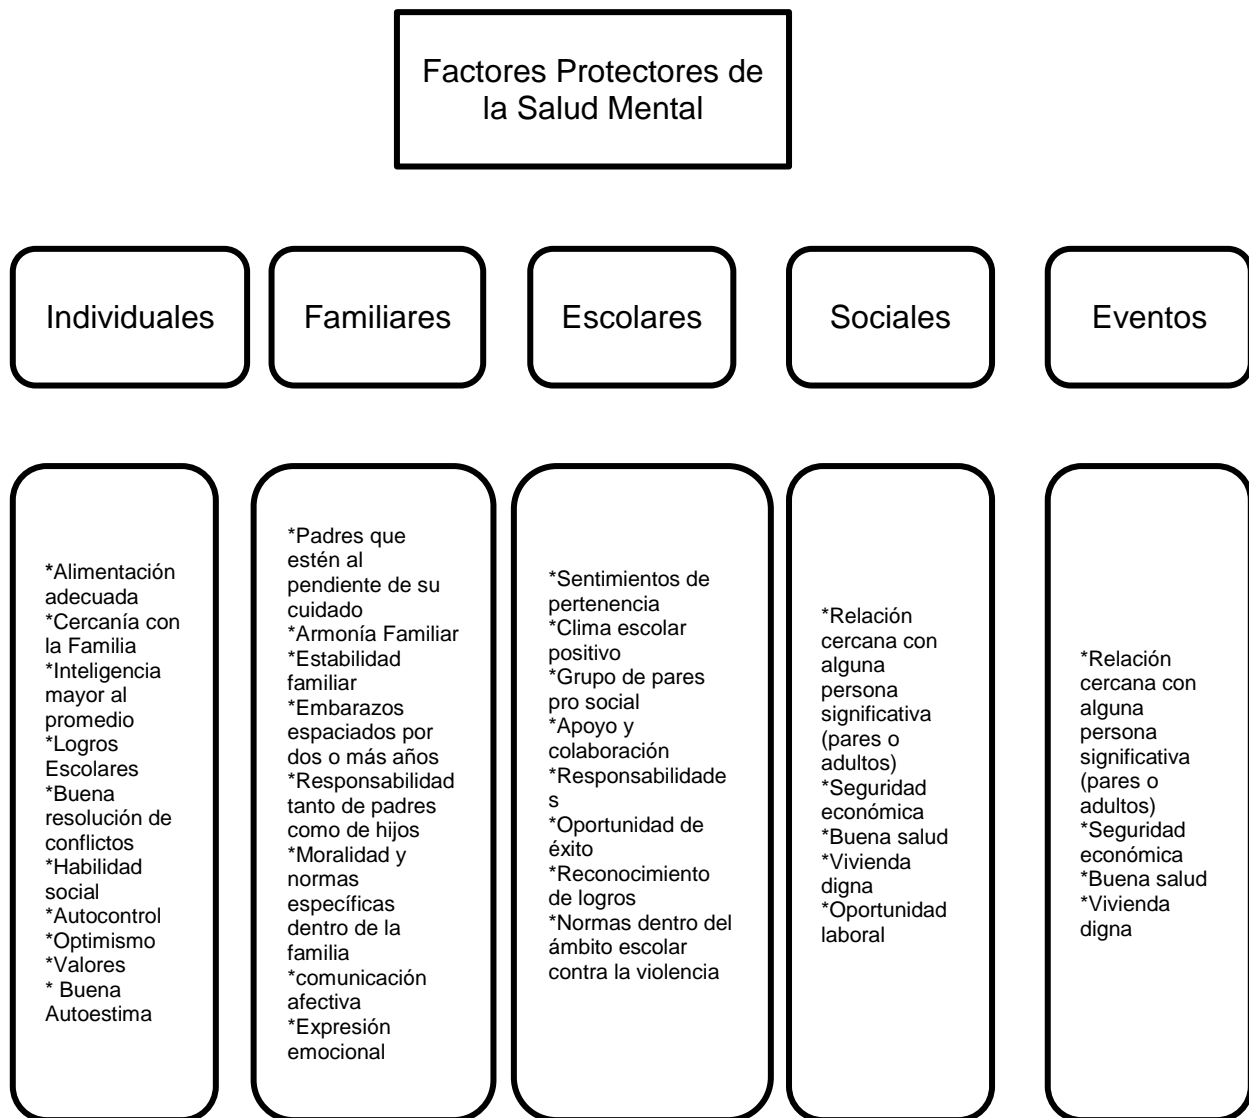 Factores Protectores de
la Salud Mental
Individuales
Familiares
Escolares
Sociales
Eventos
*Alimentación
adecuada
*Cercanía con
la Familia
*Inteligencia
mayor al
promedio
*Logros
Escolares
*Buena
resolución de
conflictos
*Habilidad
social
*Autocontrol
*Optimismo
*Valores
* Buena
Autoestima
*Padres que
estén al
pendiente de su
cuidado
*Armonía Familiar
*Estabilidad
familiar
*Embarazos
espaciados por
dos o más años
*Responsabilidad
tanto de padres
como de hijos
*Moralidad y
normas
específicas
dentro de la
familia
*comunicación
afectiva
*Expresión
emocional
*Sentimientos de
pertenencia
*Clima escolar
positivo
*Grupo de pares
pro social
*Apoyo y
colaboración
*Responsabilidade
s
*Oportunidad de
éxito
*Reconocimiento
de logros
*Normas dentro del
ámbito escolar
contra la violencia
*Relación
cercana con
alguna
persona
significativa
(pares o
adultos)
*Seguridad
económica
*Buena salud
*Vivienda
digna
*Oportunidad
laboral
*Relación
cercana con
alguna
persona
significativa
(pares o
adultos)
*Seguridad
económica
*Buena salud
*Vivienda
digna